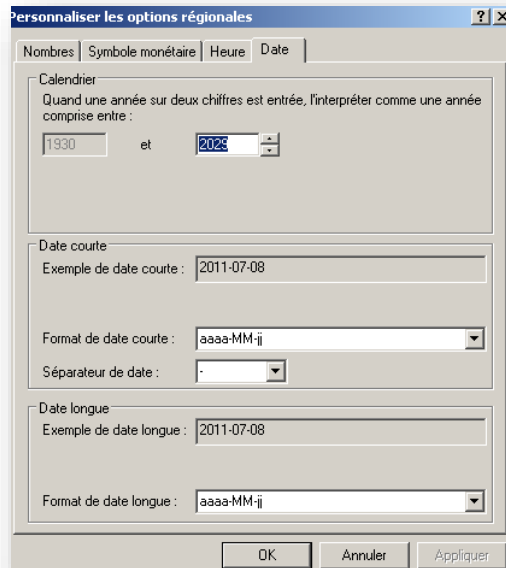 Personnaliser les options régionales
Nombres Symbole monétaire Heure Date
Calendrier
Quand une année sur deux chiffres est entrée, l'interpréter comme une année
comprise entre :
1930 et 2029
Date courte
Exemple de date courte : 2011-07-08
Format de date courte : aaaa-MM-jj
Séparateur de date : -
Date longue
Exemple de date longue : 2011-07-08
Format de date longue : aaaa-MM-jj
OK Annuler Appliquer